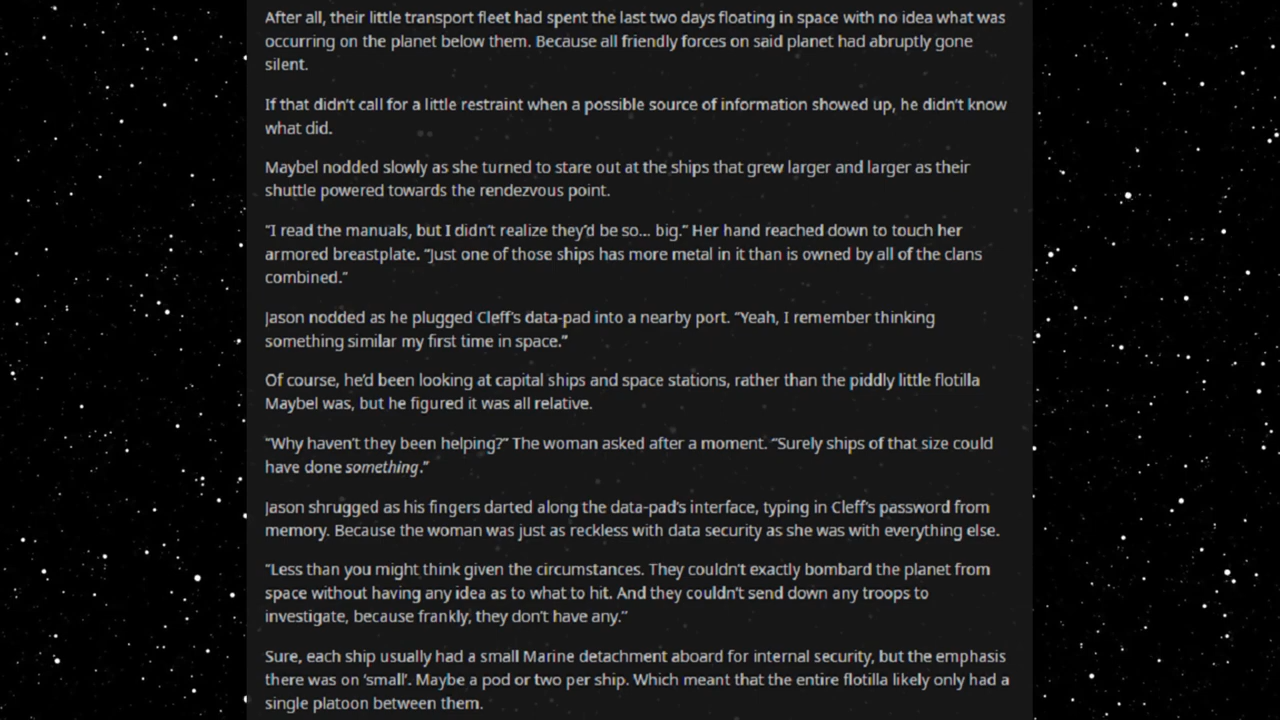 After all, their little transport fleet had spent the last two days floating in space with no idea what was
occurring on the planet below them. Because all friendly forces on said planet had abruptly gone
silent.
If that didn’t call for a little restraint when a possible source of information showed up, he didn’t know
what did.
Maybel nodded slowly as she turned to stare out at the ships that grew larger and larger as their
shuttle powered towards the rendezvous point.
“I read the manuals, but I didn’t realize they’d be so... big.” Her hand reached down to touch her
armored breastplate. “Just one of those ships has more metal in it than is owned by all of the clans
combined.”
Jason nodded as he plugged Cleff’s data-pad into a nearby port. “Yeah, I remember thinking
something similar my first time in space.”
Of course, he’d been looking at capital ships and space stations, rather than the piddly little flotilla
Maybel was, but he figured it was all relative.
“Why haven’t they been helping?” The woman asked after a moment. “Surely ships of that size could
have done something.”
Jason shrugged as his fingers darted along the data-pad’s interface, typing in Cleff’s password from
memory. Because the woman was just as reckless with data security as she was with everything else.
“Less than you might think given the circumstances. They couldn’t exactly bombard the planet from
space without having any idea as to what to hit. And they couldn’t send down any troops to
investigate, because frankly, they don’t have any.”
Sure, each ship usually had a small Marine detachment aboard for internal security, but the emphasis
there was on ‘small’. Maybe a pod or two per ship. Which meant that the entire flotilla likely only had a
single platoon between them.